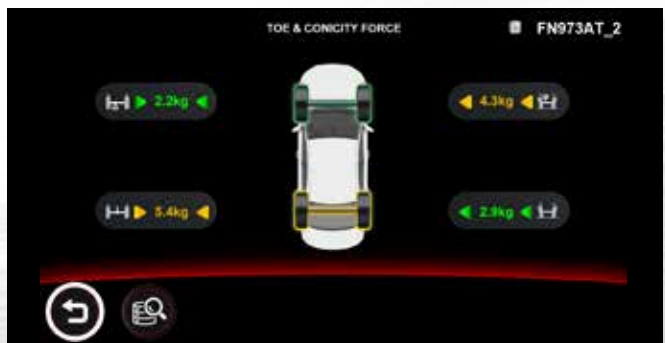 TOE & CONICITY FORCE
FN973AT_2
2.2kg
4.3kg
5.4kg
2.9kg